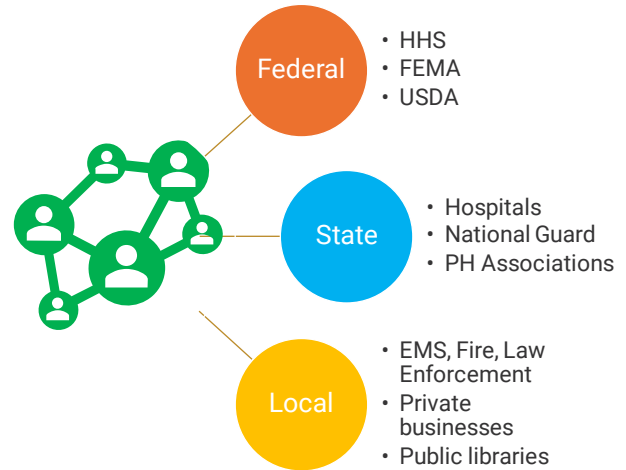 Federal
• HHS
• FEMA
• USDA
State
• Hospitals
• National Guard
• PH Associations
Local
• EMS, Fire, Law
Enforcement
• Private
businesses
• Public libraries